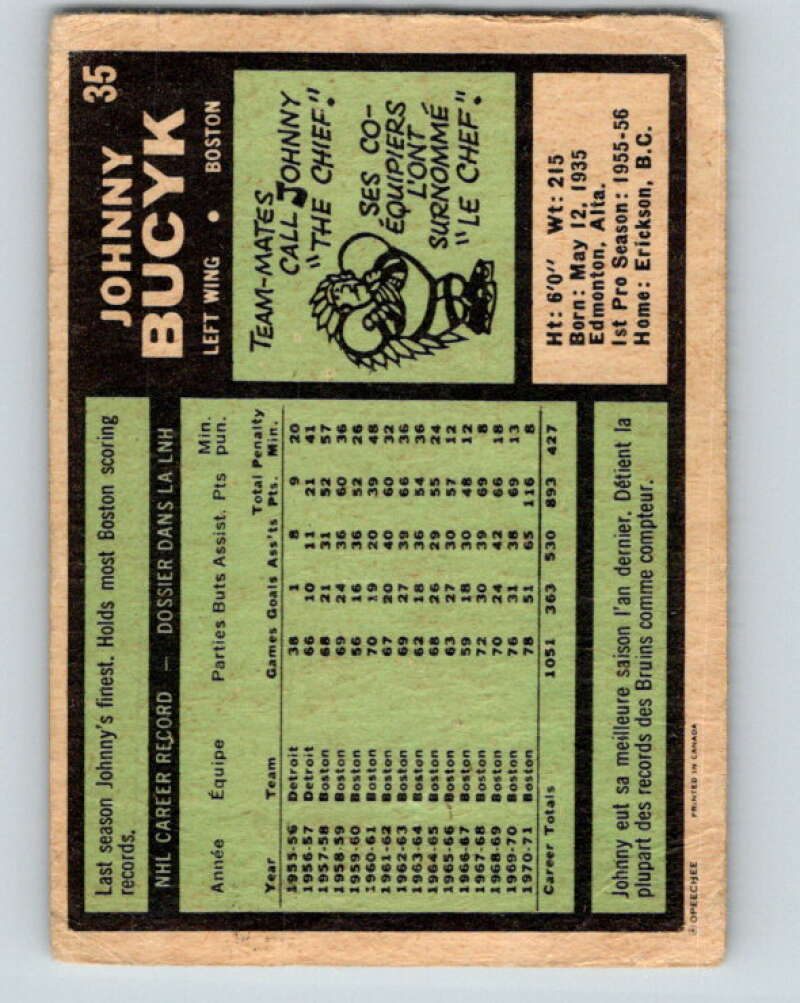 35
JOHNNY
BUCYK
LEFT WING • BOSTON
TEAM-MATES
CALL JOHNNY
"THE CHIEF."
SES CO-
ÉQUIPIERS
L'ONT
SURNOMMÉ
"LE CHEF".
Ht: 6'0" Wt: 215
Born: May 12, 1935
Edmonton, Alta.
1st Pro Season: 1955-56
Home: Erickson, B.C.
Last season Johnny's finest. Holds most Boston scoring
records.
NHL CAREER RECORD — DOSSIER DANS LA LNH
Année Équipe Parties Buts Assist. Pts Min. pun.
Year Team Games Goals Ass'ts Total Pts. Penalty Min.
1955-56 Detroit 38 1 8 9 20
1956-57 Detroit 66 10 11 21 41
1957-58 Boston 68 21 31 52 57
1958-59 Boston 69 24 36 60 36
1959-60 Boston 56 16 36 52 26
1960-61 Boston 70 19 20 39 48
1961-62 Boston 67 20 40 60 32
1962-63 Boston 69 27 39 66 36
1963-64 Boston 62 18 36 54 36
1964-65 Boston 68 26 29 55 24
1965-66 Boston 63 27 30 57 12
1966-67 Boston 59 18 30 48 12
1967-68 Boston 72 30 39 69 8
1968-69 Boston 70 24 42 66 18
1969-70 Boston 76 31 38 69 13
1970-71 Boston 78 51 65 116 8
Career Totals 1051 363 530 893 427
Johnny eut sa meilleure saison l'an dernier. Détient la
plupart des records des Bruins comme compteur.
©OPEECHEE PRINTED IN CANADA